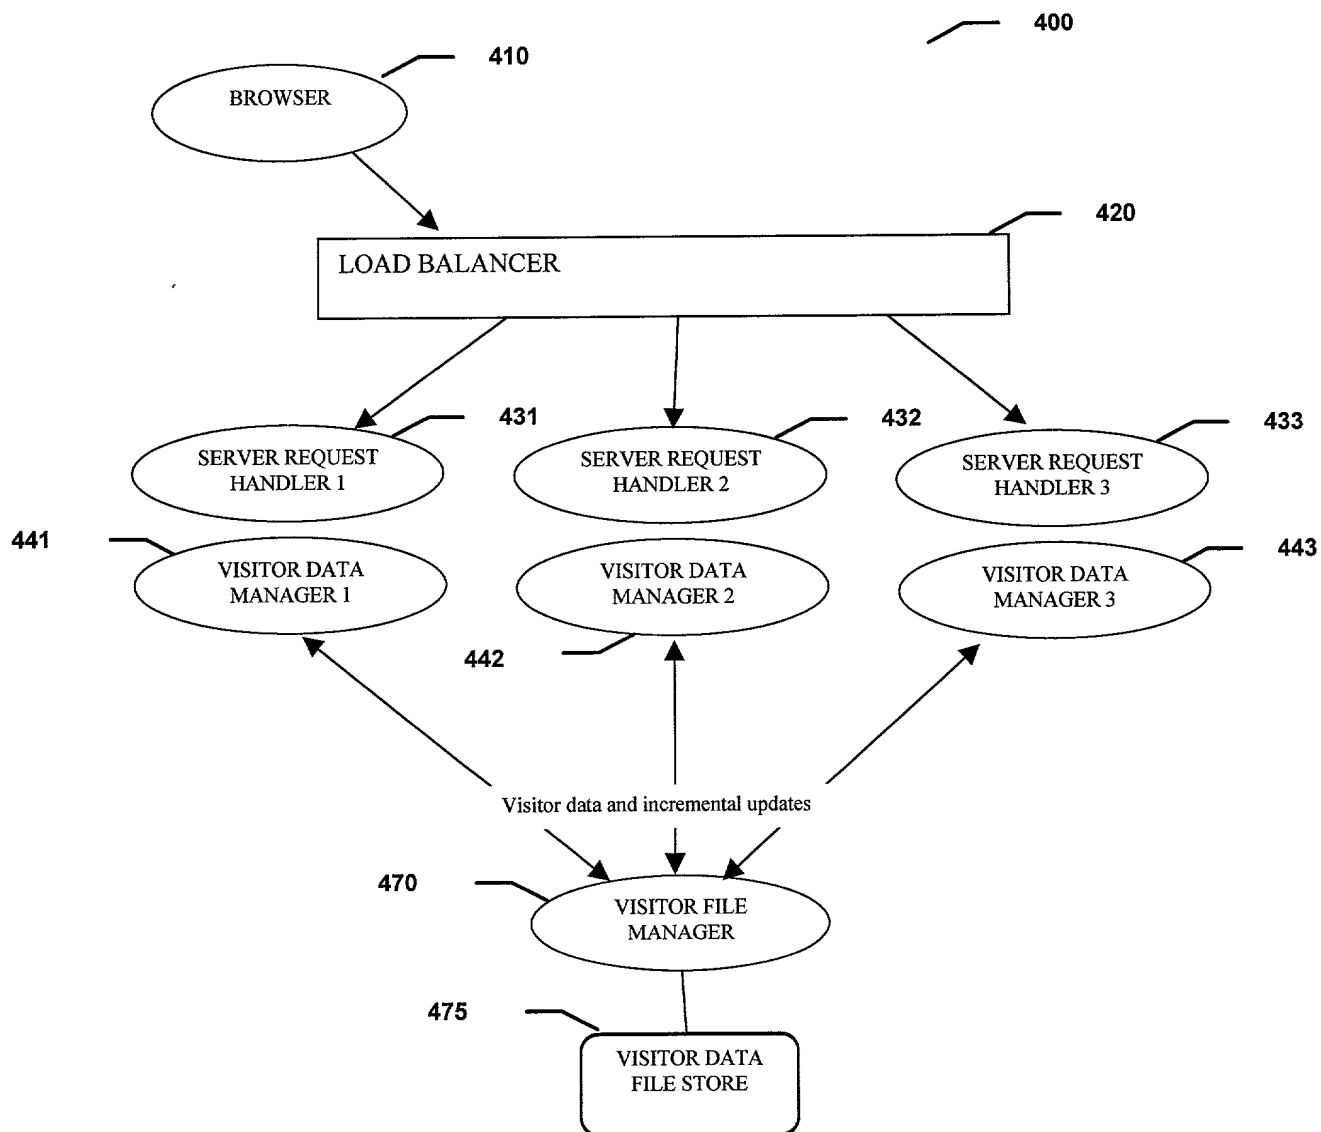 400
410
BROWSER
420
LOAD BALANCER
431
432
433
SERVER REQUEST
HANDLER 1
SERVER REQUEST
HANDLER 2
SERVER REQUEST
HANDLER 3
441
VISITOR DATA
MANAGER 1
VISITOR DATA
MANAGER 2
443
VISITOR DATA
MANAGER 3
442
Visitor data and incremental updates
470
VISITOR FILE
MANAGER
475
VISITOR DATA
FILE STORE